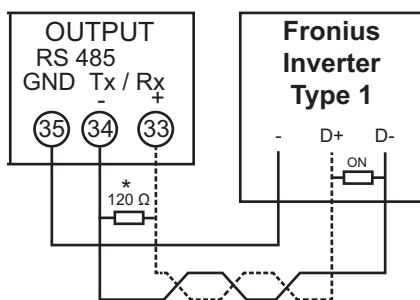 OUTPUT
RS 485
GND Tx / Rx
- +
35 34 33
*
120 Ω
Fronius
Inverter
Type 1
- D+ D-
ON